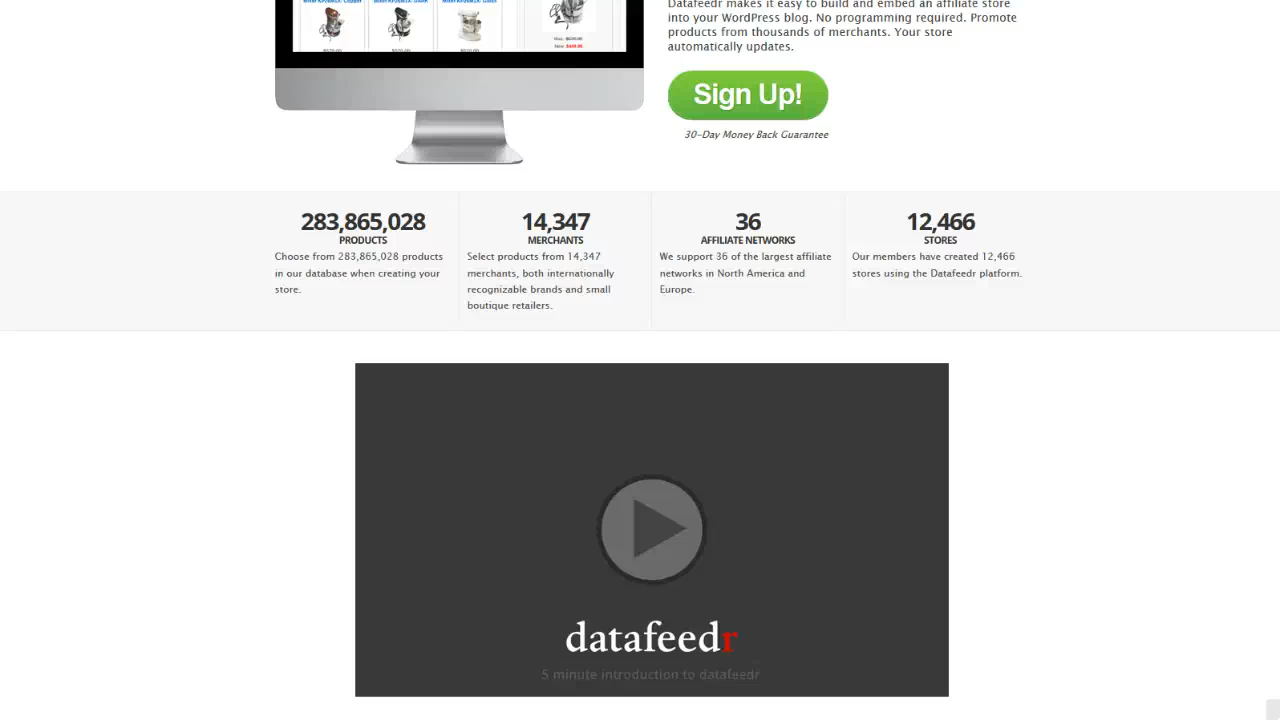 Datafeedr makes it easy to build and embed an affiliate store
into your WordPress blog. No programming required. Promote
products from thousands of merchants. Your store
automatically updates.
Sign Up!
30-Day Money Back Guarantee
283,865,028
PRODUCTS
Choose from 283,865,028 products
in our database when creating your
store.
14,347
MERCHANTS
Select products from 14,347
merchants, both internationally
recognizable brands and small
boutique retailers.
36
AFFILIATE NETWORKS
We support 36 of the largest affiliate
networks in North America and
Europe.
12,466
STORES
Our members have created 12,466
stores using the Datafeedr platform.
datafeedr
5 minute introduction to datafeedr